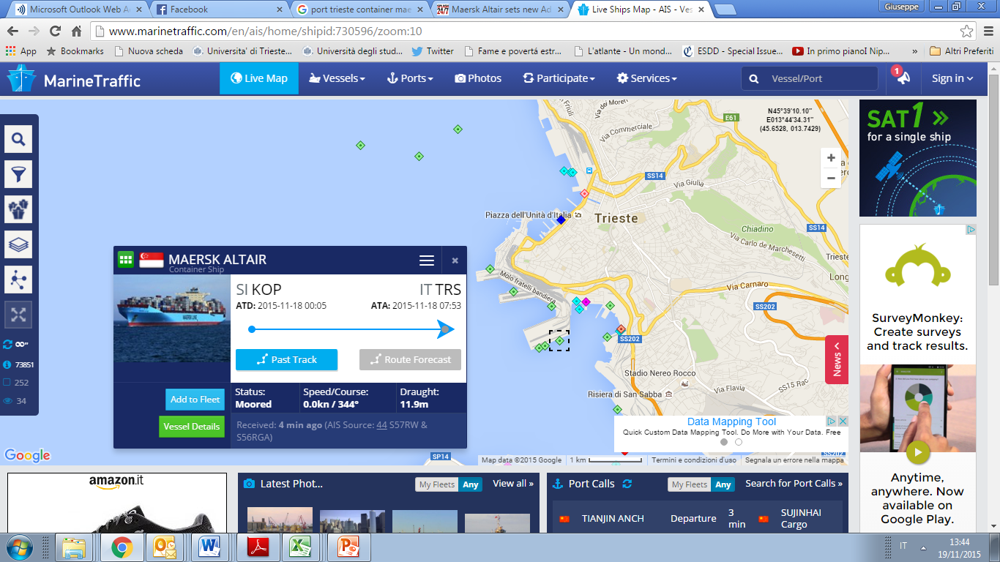 Microsoft Outlook Web A
Facebook
port trieste container mae
Maersk Altair sets new Ad
Live Ships Map - AIS - Ves
Giuseppe
www.marinetraffic.com/en/ais/home/shipid:730596/zoom:10
App
Bookmarks
Nuova scheda
Universita' di Trieste...
Università degli stud...
Twitter
Fame e povertá estr...
L'atlante - Un mond...
ESDD - Special Issue...
In primo pianoI Nip...
»
Altri Preferiti
MarineTraffic
Live Map
Vessels
Ports
Photos
Participate
Services
Vessel/Port
1
Sign in
N45°39'10.10"
E013°44'34.31"
(45.6528, 013.7429)
V.le Friuli
Via dei Moreri
E61
Via Commerciale
SS14
Via Giulia
Piazza dell'Unità d'Italia
Trieste
Chiadino
SS14
Via Carlo de Marchesetti
Trieste
Long
Molo fratelli bandiera
Via Carnaro
SS202
SS202
Stadio Nereo Rocco
Via Flavia
SS15 Rac
Risiera di San Sabba
+
−
News
MAERSK ALTAIR
Container Ship
×
SI KOP
IT TRS
ATD: 2015-11-18 00:05
ATA: 2015-11-18 07:53
Past Track
Route Forecast
Add to Fleet
Vessel Details
Status:
Moored
Speed/Course:
0.0kn / 344°
Draught:
11.9m
Received: 4 min ago (AIS Source: 44 S57RW &
S56RGA)
∞"
73851
252
34
Google
SP14
SS202
Data Mapping Tool
Quick Custom Data Mapping Tool. Do More with Your Data. Free
Map data ©2015 Google
1 km
Termini e condizioni d'uso
Segnala un errore nella mappa
SAT1 »
for a single ship
SurveyMonkey:
Create surveys
and track results.
Anytime,
anywhere. Now
available on
Google Play.
amazon.it
Latest Phot...
My Fleets
Any
View all »
Port Calls
My Fleets
Any
Search for Port Calls »
TIANJIN ANCH
Departure
3
min
SUJINHAI
Cargo
IT
13:44
19/11/2015